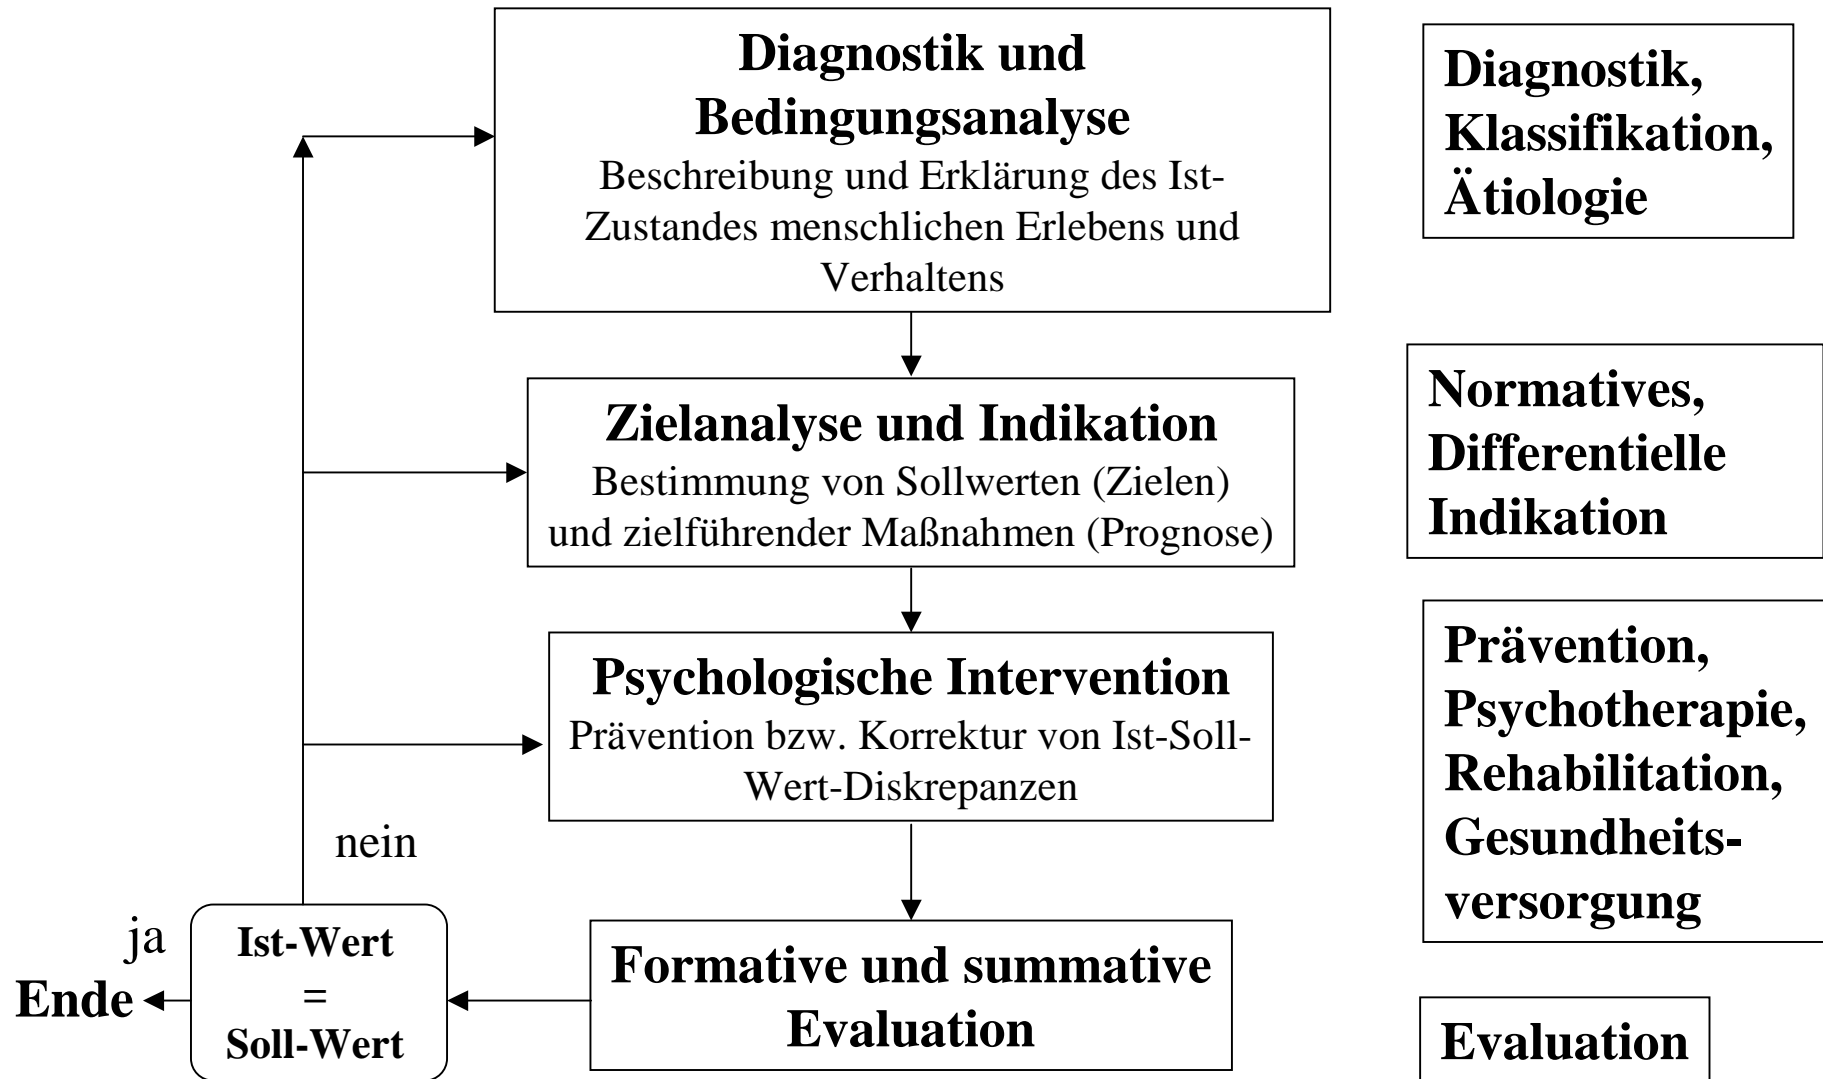 Diagnostik und
Bedingungsanalyse
Beschreibung und Erklärung des Ist-
Zustandes menschlichen Erlebens und
Verhaltens
Diagnostik,
Klassifikation,
Ätiologie
Zielanalyse und Indikation
Bestimmung von Sollwerten (Zielen)
und zielführender Maßnahmen (Prognose)
Normatives,
Differentielle
Indikation
Psychologische Intervention
Prävention bzw. Korrektur von Ist-Soll-
Wert-Diskrepanzen
Prävention,
Psychotherapie,
Rehabilitation,
Gesundheits-
versorgung
nein
ja
Ende
Ist-Wert
=
Soll-Wert
Formative und summative
Evaluation
Evaluation